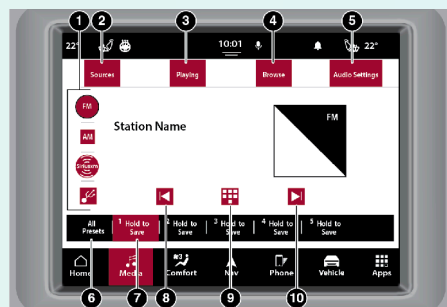 1 2 3 4 5
22° 10:01 22°
Sources Playing Browse Audio Settings
FM
AM
SiriusXM
Station Name
FM
All Presets
1 Hold to Save
2 Hold to Save
3 Hold to Save
4 Hold to Save
5 Hold to Save
Home Media Comfort Nav Phone Vehicle Apps
6 7 8 9 10